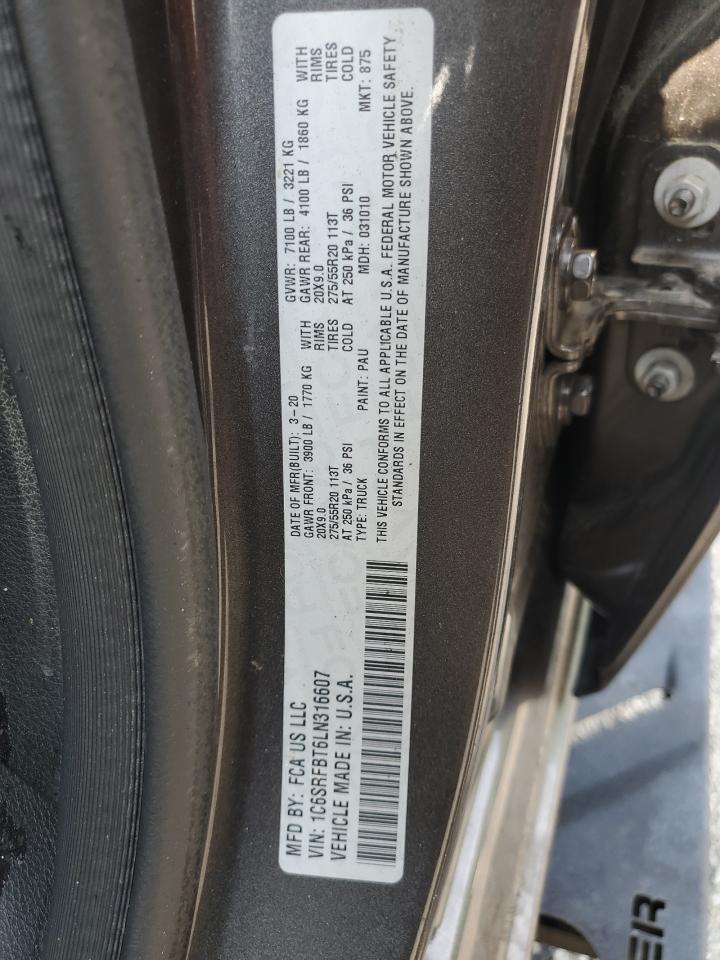 MFD BY: FCA US LLC
VIN: 1C6SRFBT6LN316607
VEHICLE MADE IN: U.S.A.
DATE OF MFR(BUILT): 3-20 GVWR: 7100 LB / 3221 KG
GAWR FRONT: 3900 LB / 1770 KG WITH GAWR REAR: 4100 LB / 1860 KG WITH
20X9.0 RIMS 20X9.0 RIMS
275/55R20 113T TIRES 275/55R20 113T TIRES
AT 250 kPa / 36 PSI COLD AT 250 kPa / 36 PSI COLD
TYPE: TRUCK PAINT: PAU MDH: 031010 MKT: 875
THIS VEHICLE CONFORMS TO ALL APPLICABLE U.S.A. FEDERAL MOTOR VEHICLE SAFETY
STANDARDS IN EFFECT ON THE DATE OF MANUFACTURE SHOWN ABOVE.
ER